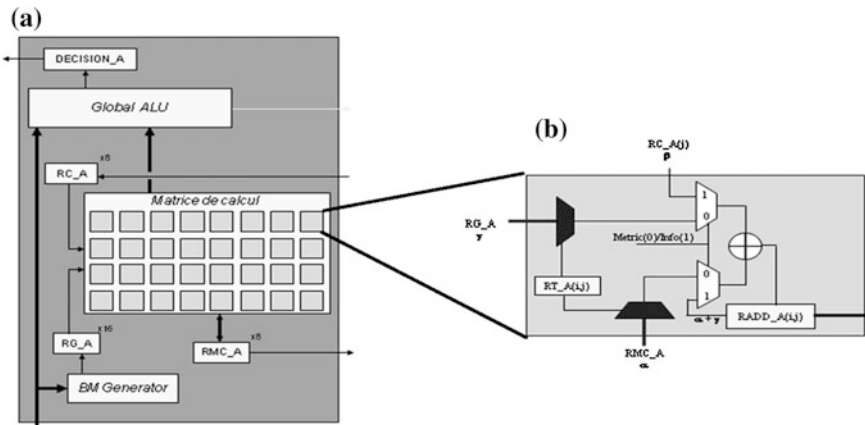 (a)
DECISION_A
Global ALU
x8
RC_A
Matrice de calcul
x16
RG_A
x8
RMC_A
BM Generator
(b)
RC_A(j)
β
1
0
RG_A
γ
Metric(0)/Info(1)
RT_A(i,j)
0
1
α + γ
RADD_A(i,j)
RMC_A
α